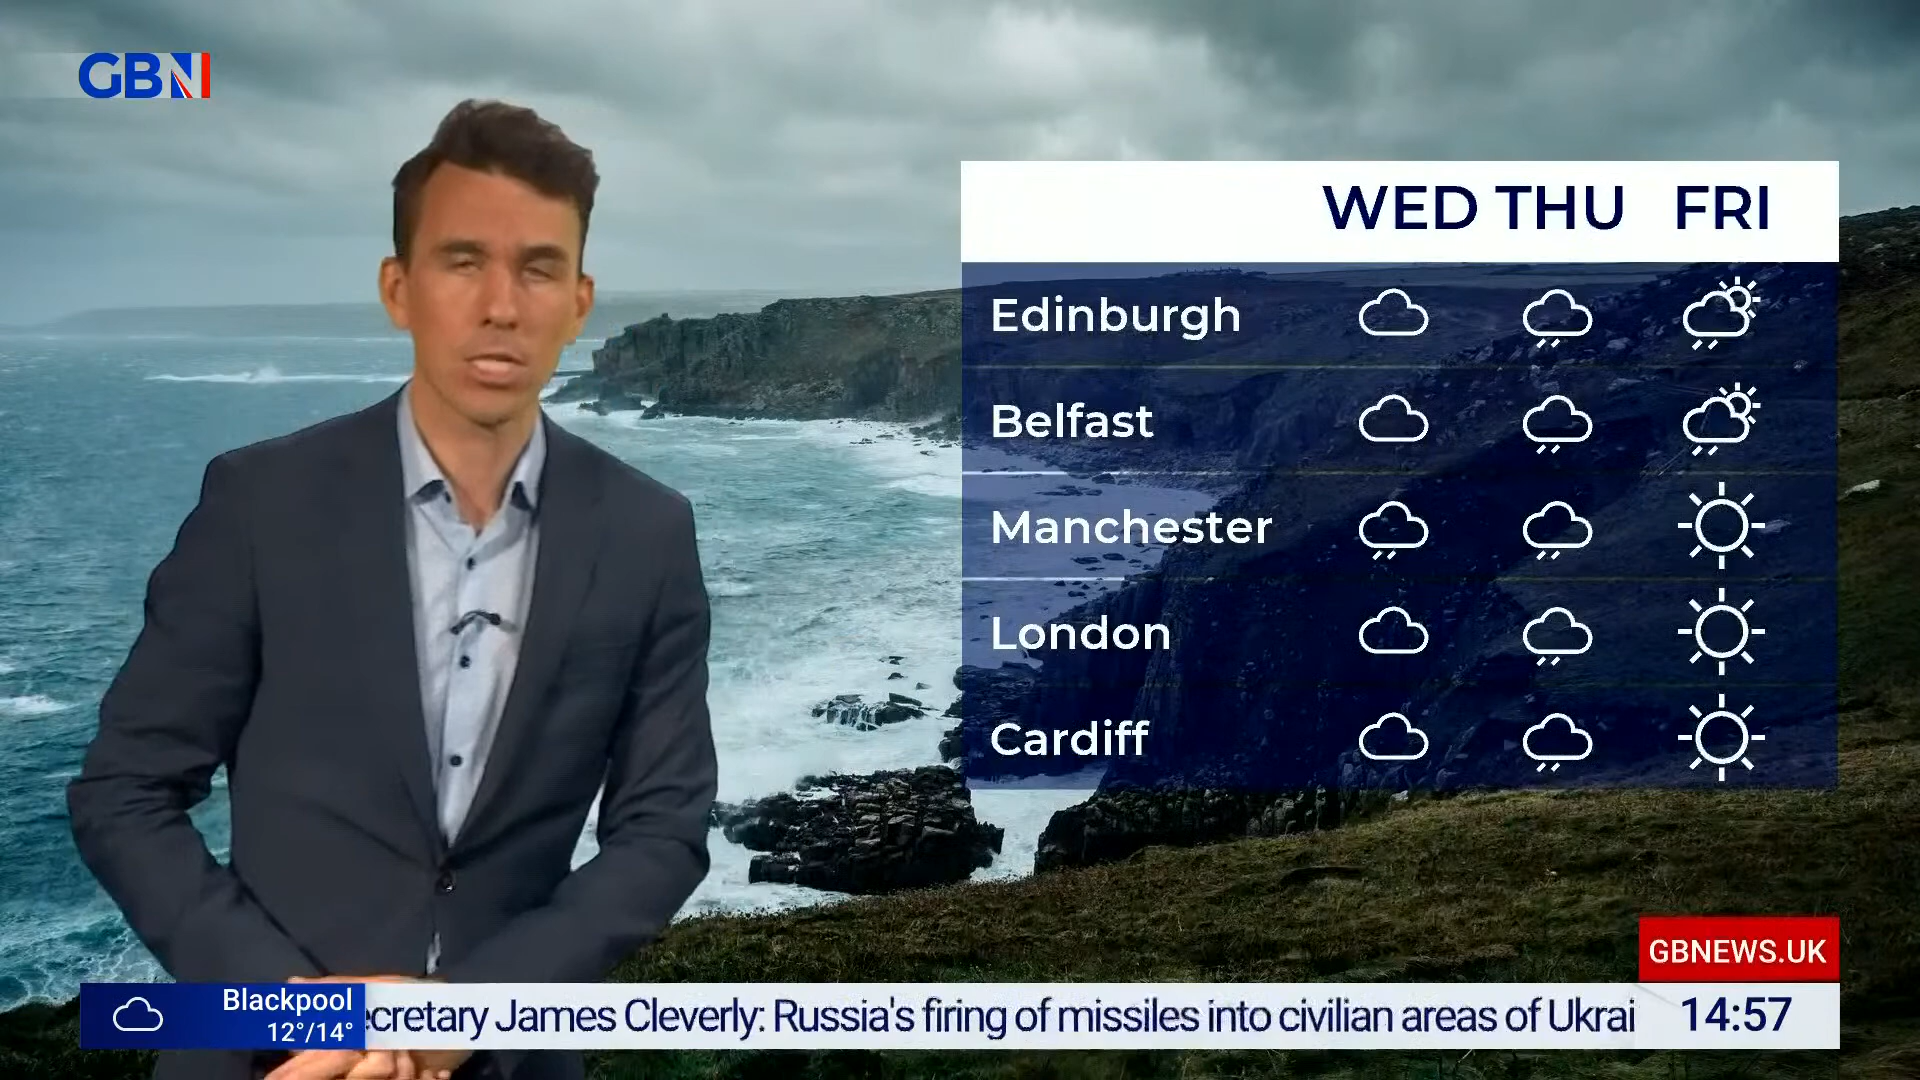 GBN
WED THU FRI
Edinburgh
Belfast
Manchester
London
Cardiff
GBNEWS.UK
Blackpool
12°/14°
ecretary James Cleverly: Russia's firing of missiles into civilian areas of Ukrai
14:57